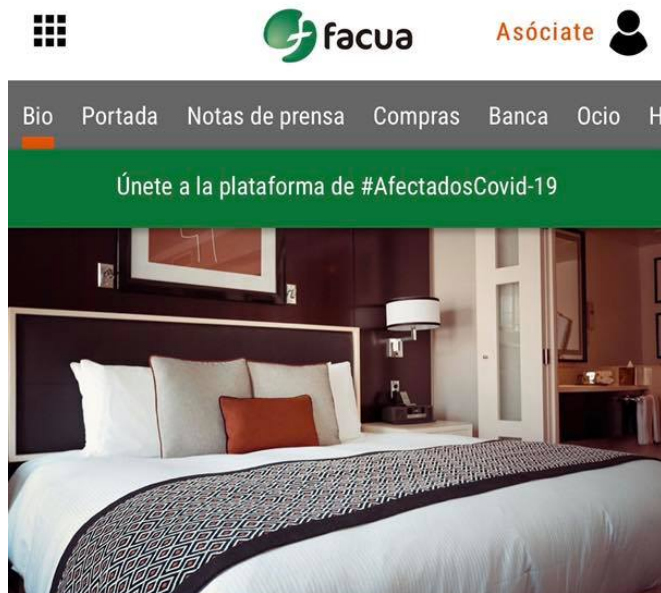 facua
Asóciate
Bio Portada Notas de prensa Compras Banca Ocio
Únete a la plataforma de #AfectadosCovid-19